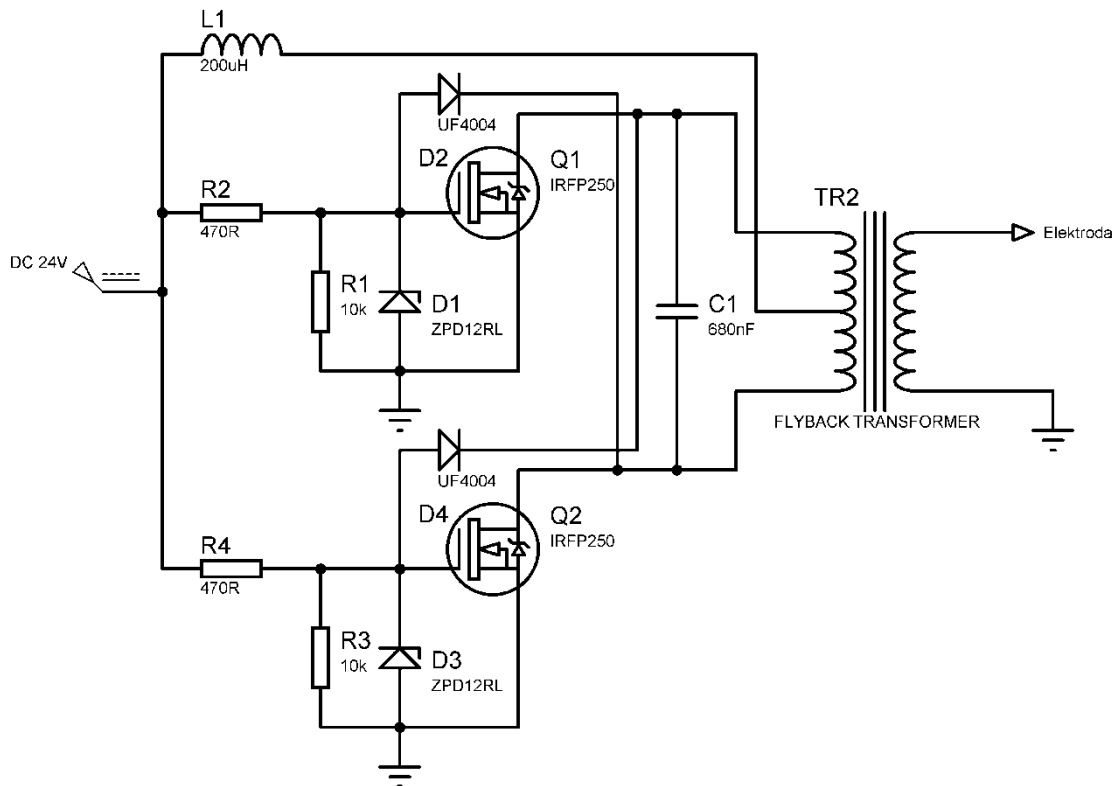 L1
200uH
UF4004
D2
Q1
IRFP250
R2
470R
TR2
Elektroda
DC 24V
R1
10k
D1
ZPD12RL
C1
680nF
FLYBACK TRANSFORMER
UF4004
D4
Q2
IRFP250
R4
470R
R3
10k
D3
ZPD12RL